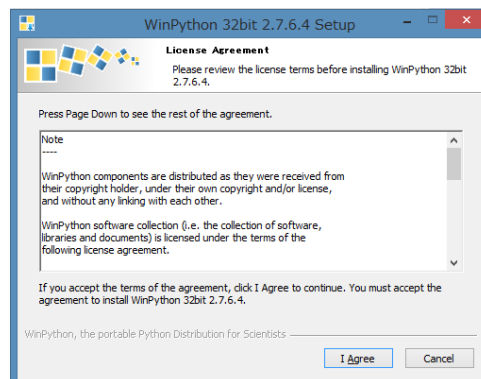 WinPython 32bit 2.7.6.4 Setup
License Agreement
Please review the license terms before installing WinPython 32bit
2.7.6.4.
Press Page Down to see the rest of the agreement.
Note
----
WinPython components are distributed as they were received from
their copyright holder, under their own copyright and/or license,
and without any linking with each other.
WinPython software collection (i.e. the collection of software,
libraries and documents) is licensed under the terms of the
following license agreement.
If you accept the terms of the agreement, click I Agree to continue. You must accept the
agreement to install WinPython 32bit 2.7.6.4.
WinPython, the portable Python Distribution for Scientists
I Agree
Cancel